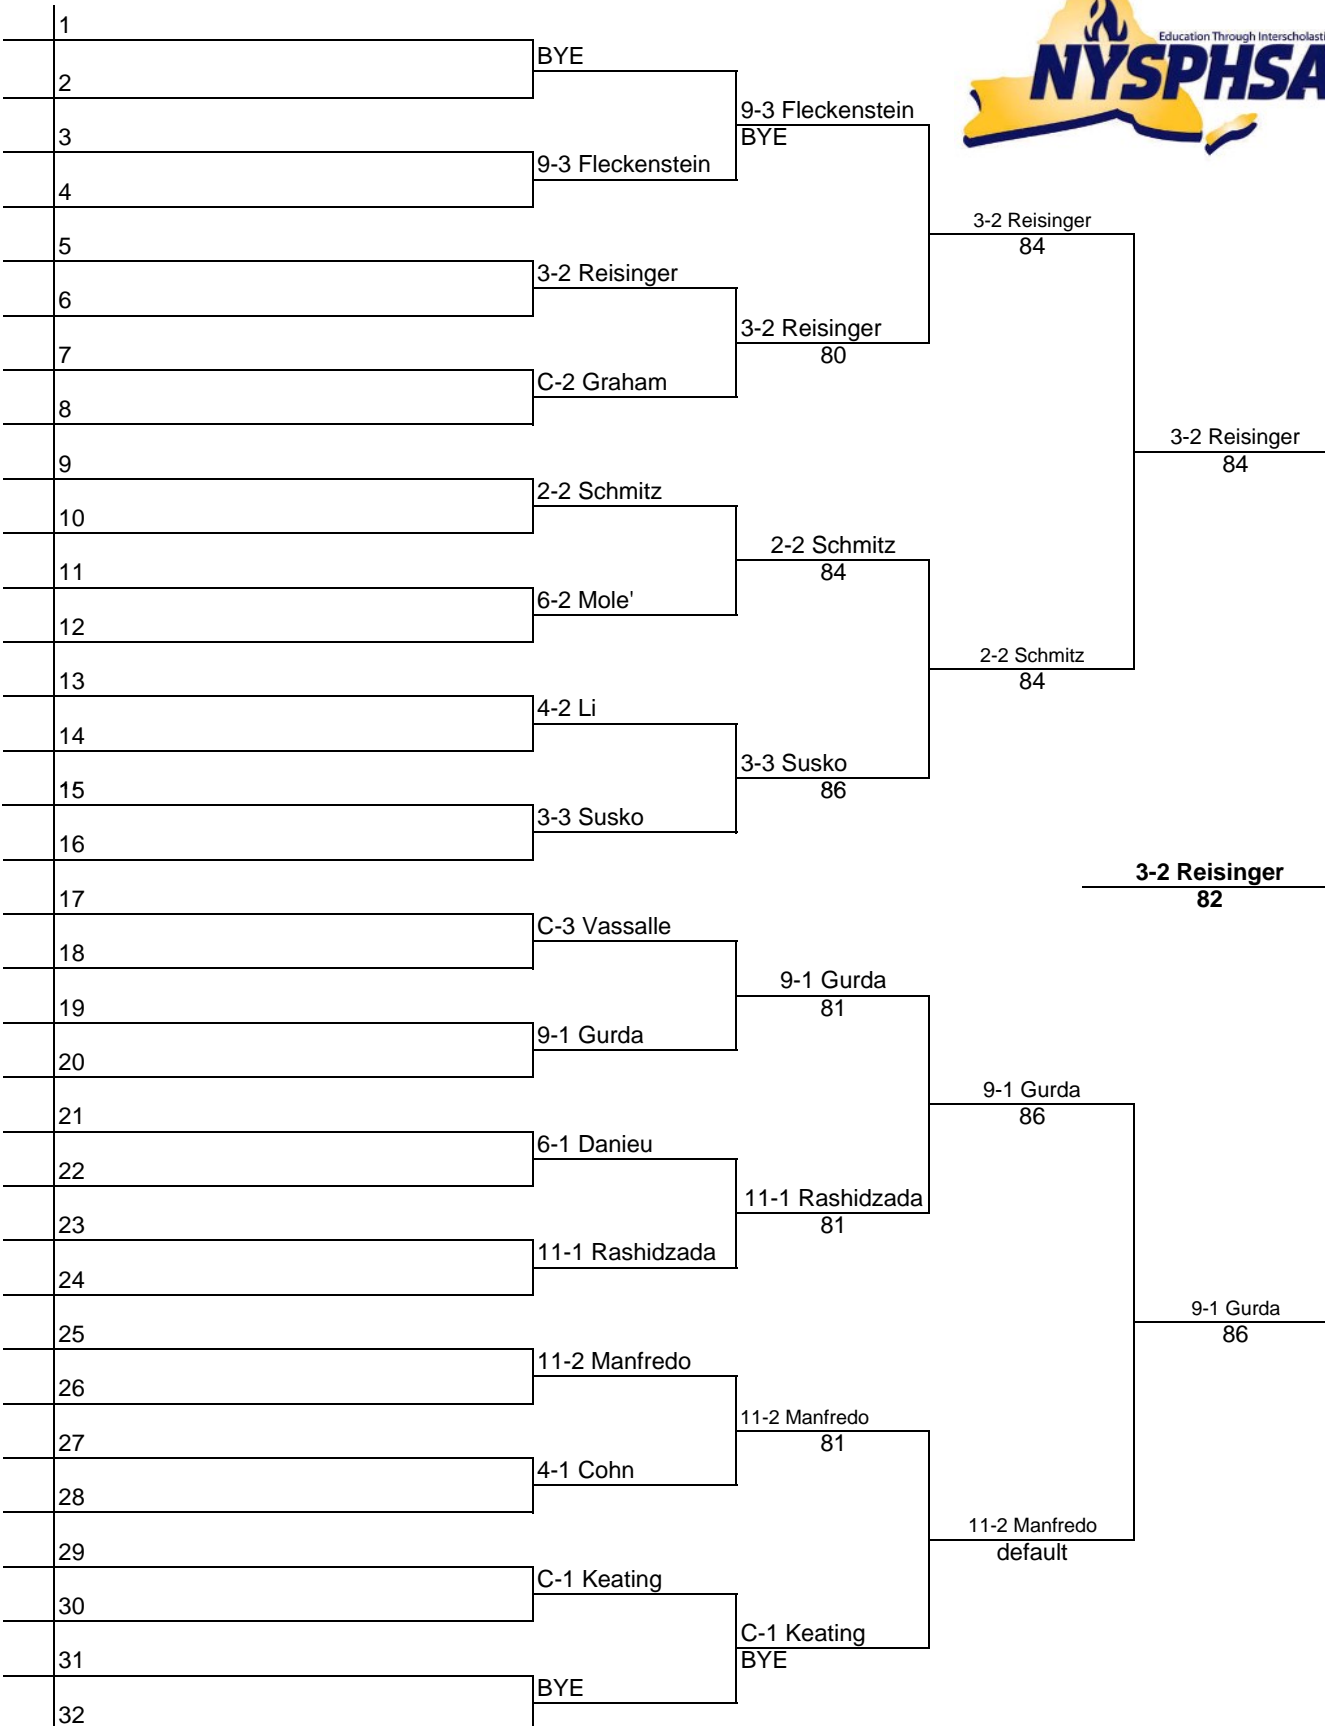 Education Through Interscholasti
NYSPHSA
1
BYE
2
9-3 Fleckenstein
3
BYE
9-3 Fleckenstein
4
3-2 Reisinger
5
84
3-2 Reisinger
6
3-2 Reisinger
7
80
C-2 Graham
8
3-2 Reisinger
9
84
2-2 Schmitz
10
2-2 Schmitz
11
84
6-2 Mole'
12
2-2 Schmitz
13
84
4-2 Li
14
3-3 Susko
15
86
3-3 Susko
16
3-2 Reisinger
17
82
C-3 Vassalle
18
9-1 Gurda
19
81
9-1 Gurda
20
9-1 Gurda
21
86
6-1 Danieu
22
11-1 Rashidzada
23
81
11-1 Rashidzada
24
9-1 Gurda
25
86
11-2 Manfredo
26
11-2 Manfredo
27
81
4-1 Cohn
28
11-2 Manfredo
29
default
C-1 Keating
30
C-1 Keating
31
BYE
BYE
32